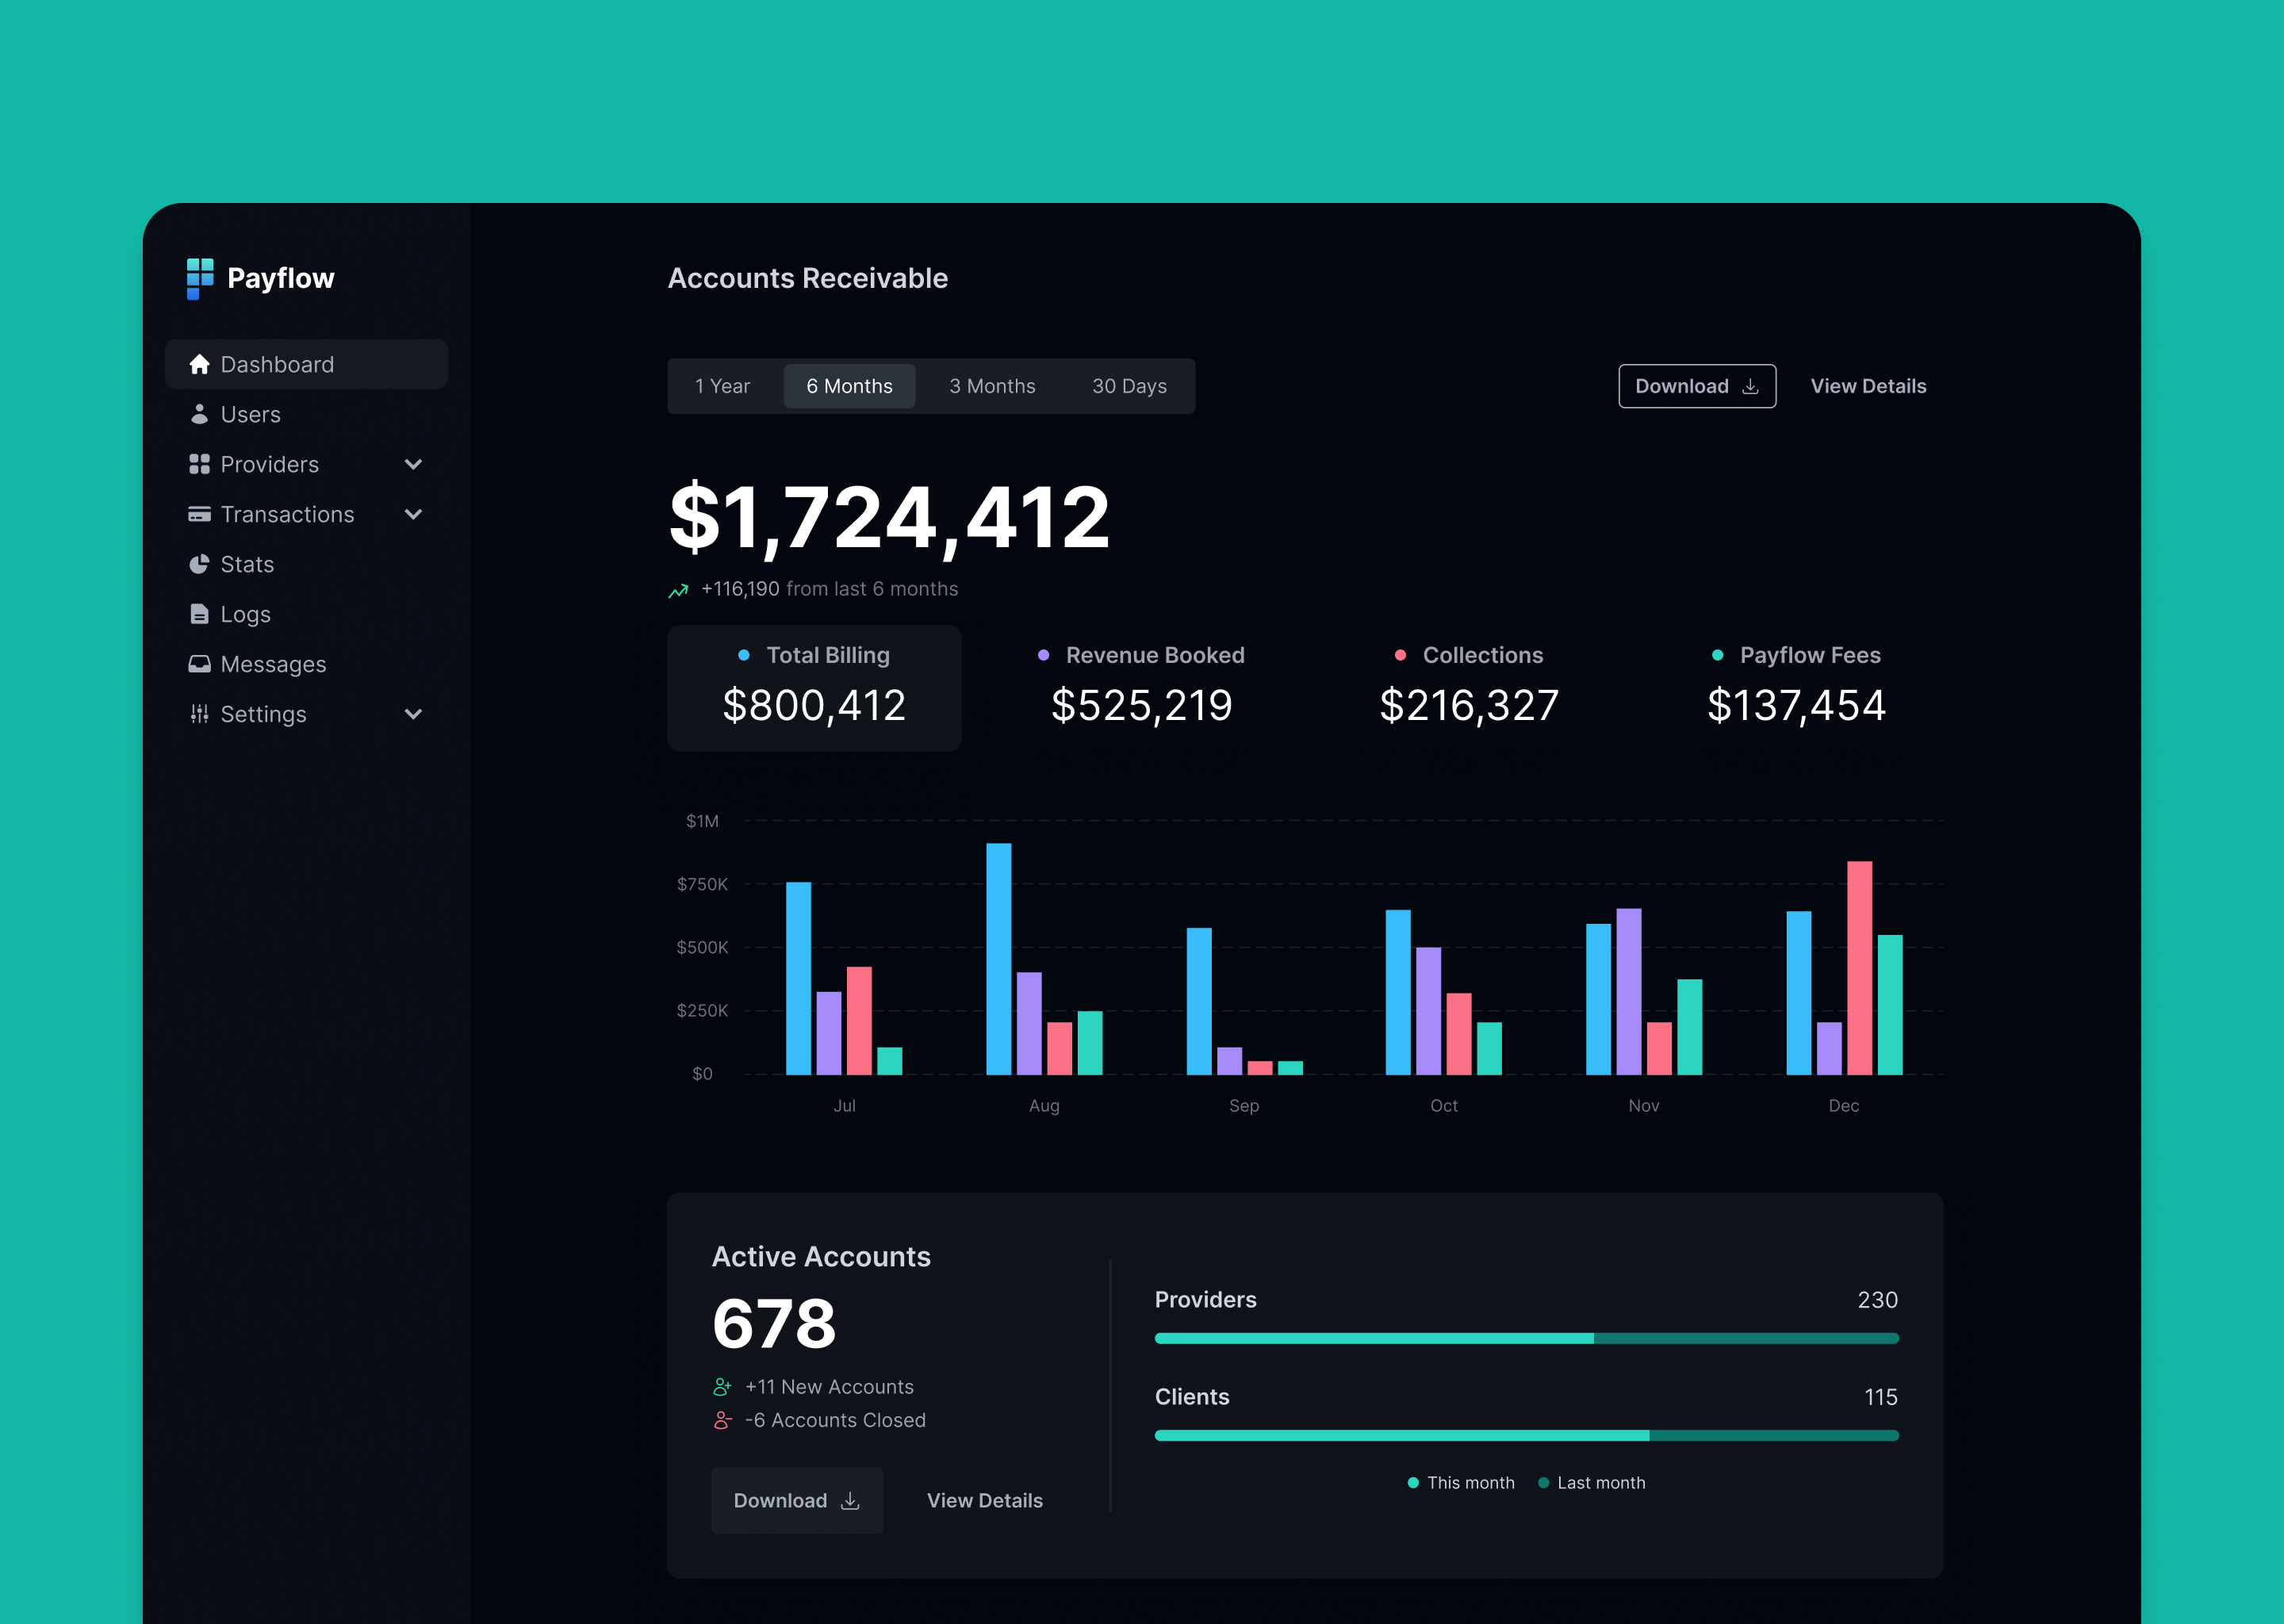 Payflow
Dashboard
Users
Providers
Transactions
Stats
Logs
Messages
Settings
Accounts Receivable
1 Year 6 Months 3 Months 30 Days
Download View Details
$1,724,412
+116,190 from last 6 months
Total Billing Revenue Booked Collections Payflow Fees
$800,412 $525,219 $216,327 $137,454
$1M
$750K
$500K
$250K
$0
Jul Aug Sep Oct Nov Dec
Active Accounts
678
+11 New Accounts
-6 Accounts Closed
Download View Details
Providers 230
Clients 115
This month Last month